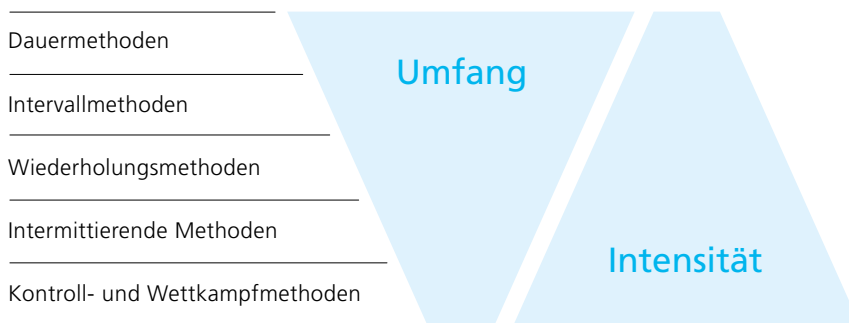 Dauermethoden
Umfang
Intervallmethoden
Wiederholungsmethoden
Intermittierende Methoden
Intensität
Kontroll- und Wettkampfmethoden